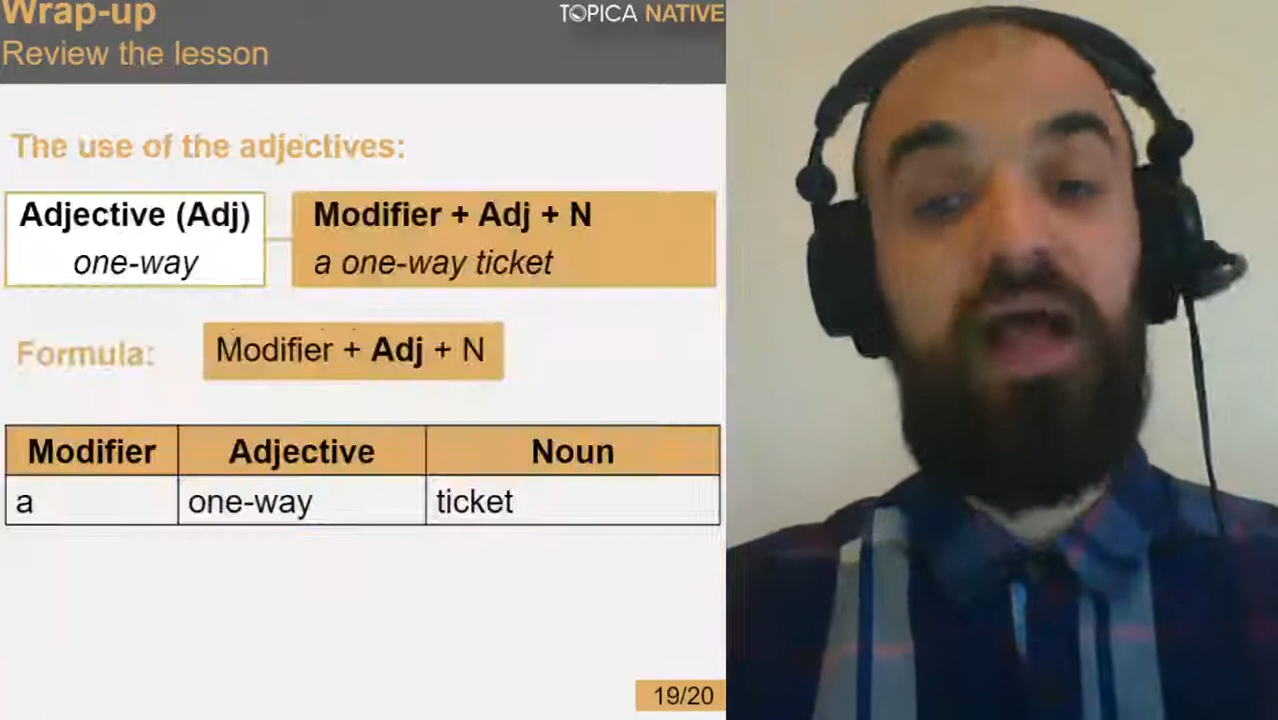 Wrap-up
TOPICA NATIVE
Review the lesson
The use of the adjectives:
Adjective (Adj)
one-way
Modifier + Adj + N
a one-way ticket
Formula:
Modifier + Adj + N
Modifier Adjective Noun
a one-way ticket
19/20